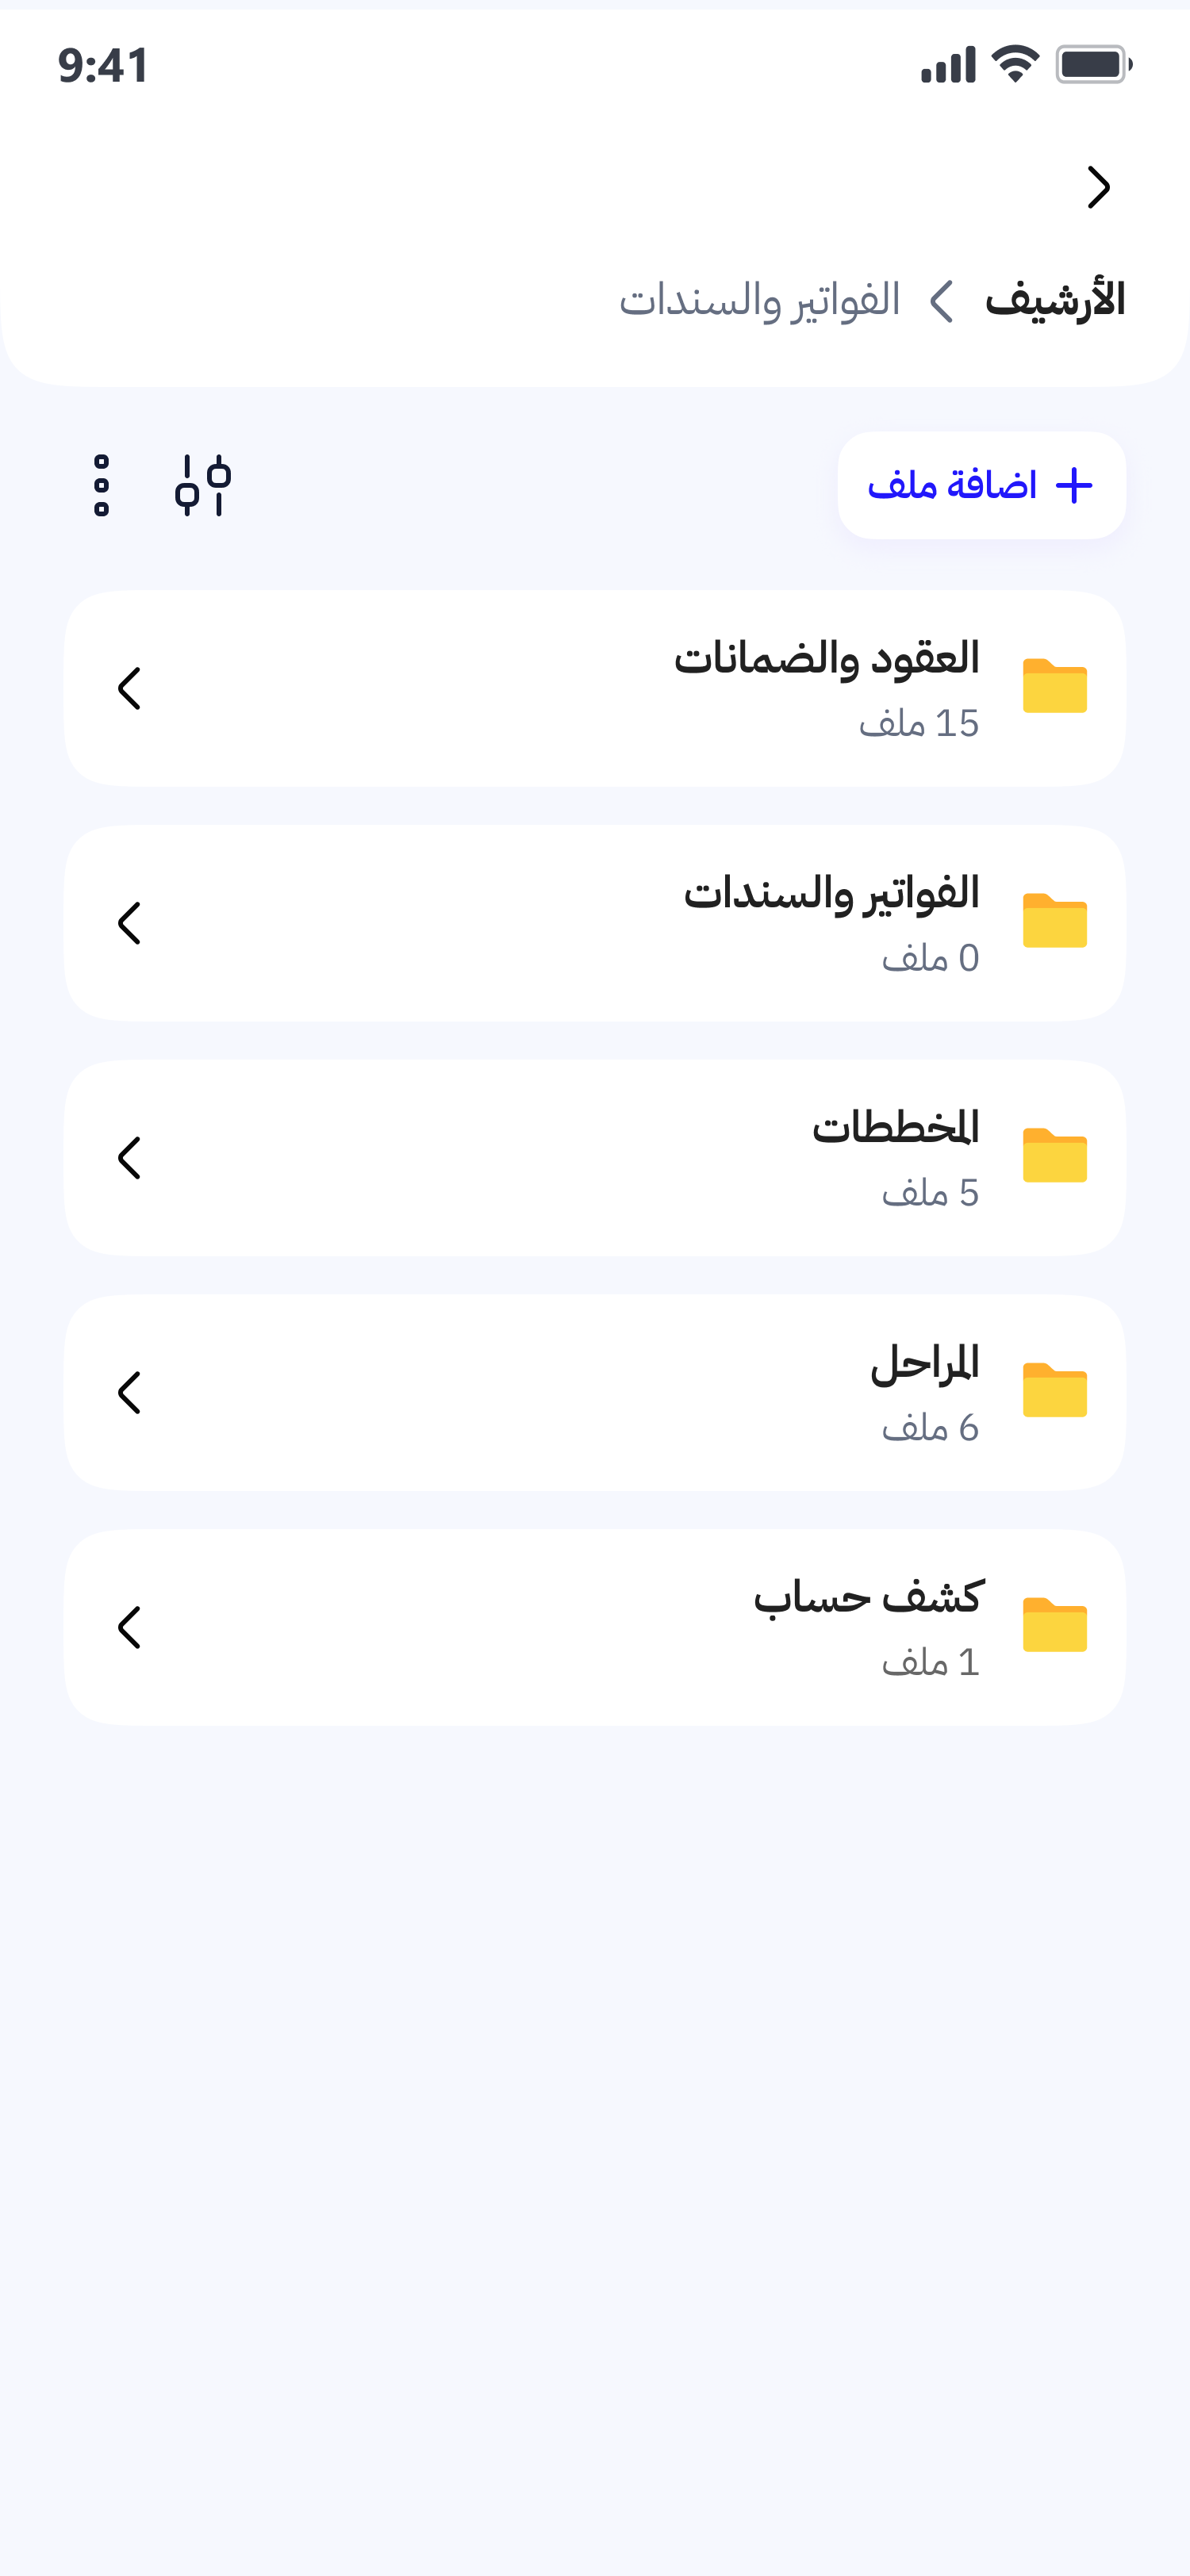 9:41
الأرشيف
الفواتير والسندات
اضافة ملف
العقود والضمانات
15 ملف
الفواتير والسندات
0 ملف
المخططات
5 ملف
المراحل
6 ملف
كشف حساب
1 ملف